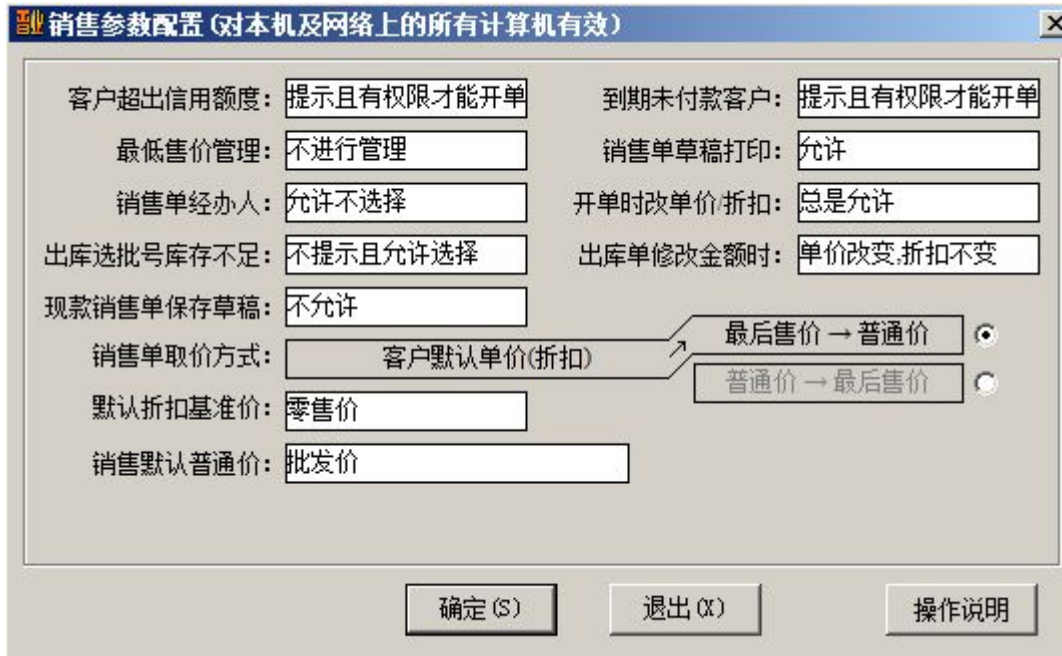 管业 销售参数配置(对本机及网络上的所有计算机有效)
客户超出信用额度: 提示且有权限才能开单 到期未付款客户: 提示且有权限才能开单
最低售价管理: 不进行管理 销售单草稿打印: 允许
销售单经办人: 允许不选择 开单时改单价/折扣: 总是允许
出库选批号库存不足: 不提示且允许选择 出库单修改金额时: 单价改变,折扣不变
现款销售单保存草稿: 不允许
销售单取价方式: 客户默认单价(折扣) 最后售价→普通价
普通价→最后售价
默认折扣基准价: 零售价
销售默认普通价: 批发价
确定(S) 退出(X) 操作说明